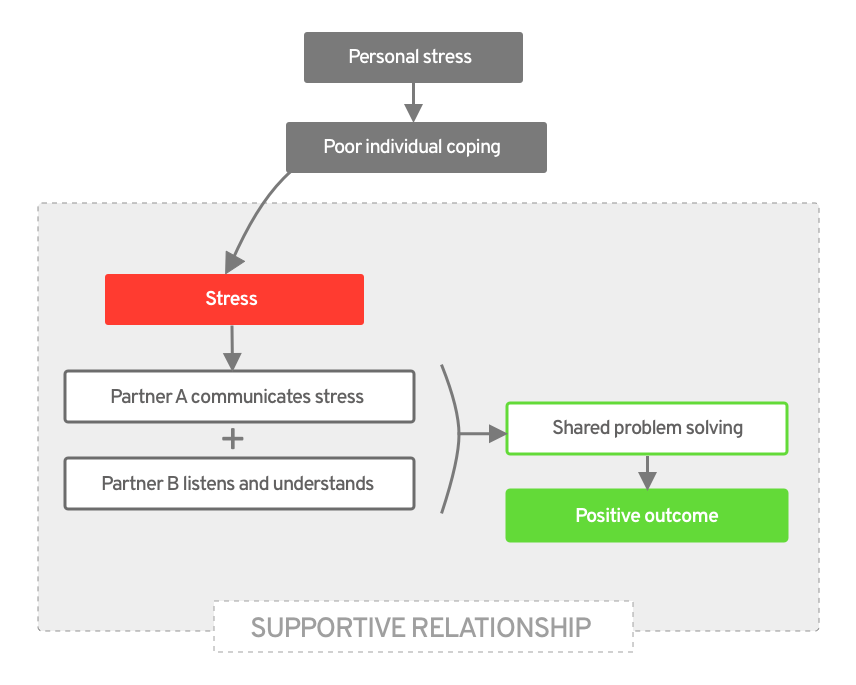 Personal stress
Poor individual coping
Stress
Partner A communicates stress
+
Partner B listens and understands
Shared problem solving
Positive outcome
SUPPORTIVE RELATIONSHIP